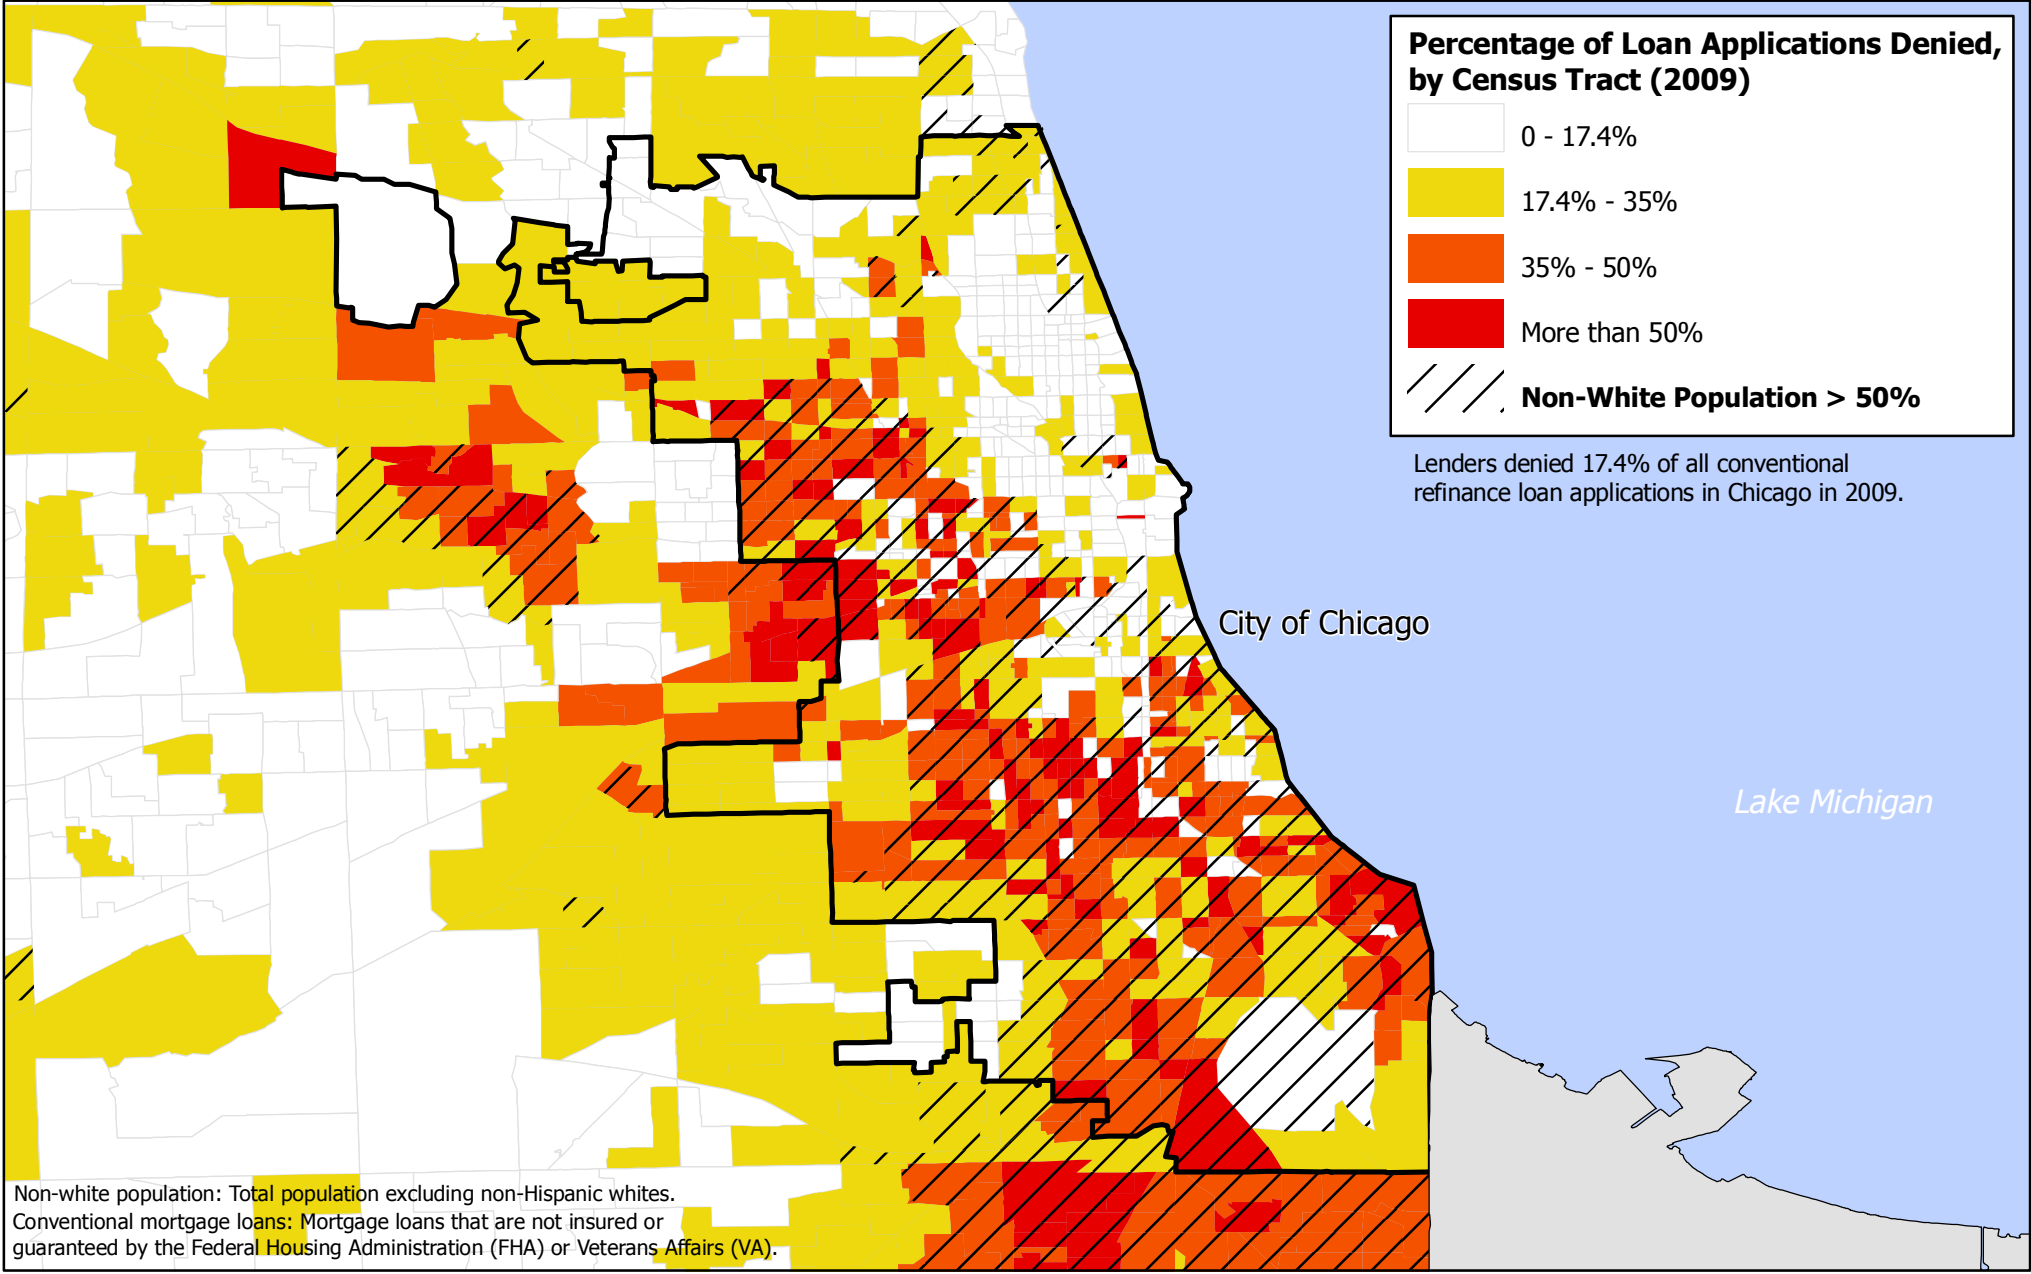 Percentage of Loan Applications Denied,
by Census Tract (2009)
0 - 17.4%
17.4% - 35%
35% - 50%
More than 50%
Non-White Population > 50%
Lenders denied 17.4% of all conventional
refinance loan applications in Chicago in 2009.
City of Chicago
Lake Michigan
Non-white population: Total population excluding non-Hispanic whites.
Conventional mortgage loans: Mortgage loans that are not insured or
guaranteed by the Federal Housing Administration (FHA) or Veterans Affairs (VA).